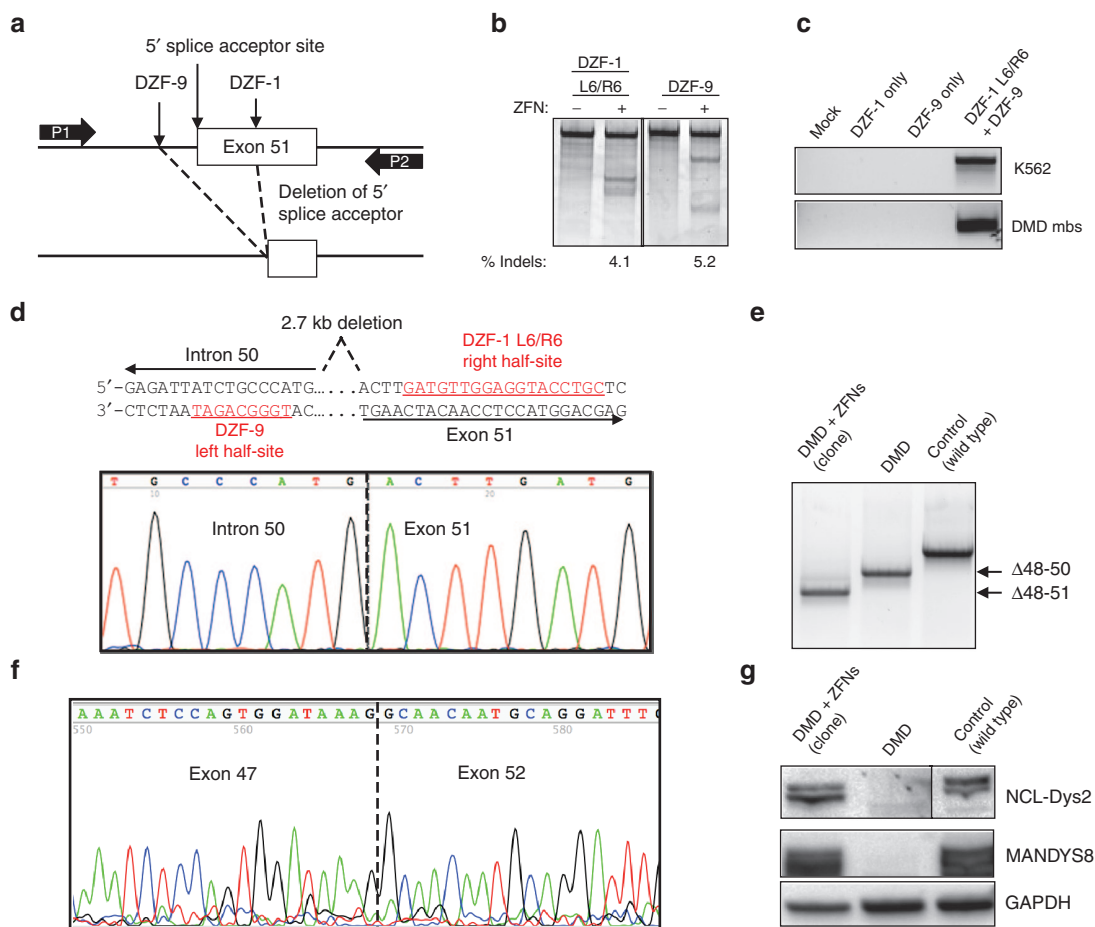 a
5′ splice acceptor site
DZF-9
DZF-1
P1
Exon 51
P2
Deletion of 5′
splice acceptor
b
DZF-1
L6/R6
DZF-9
ZFN:
– + – +
% Indels: 4.1 5.2
c
Mock
DZF-1 only
DZF-9 only
DZF-1 L6/R6
+ DZF-9
K562
DMD mbs
d
2.7 kb deletion
Intron 50
DZF-1 L6/R6
right half-site
5′–GAGATTATCTGCCCATG.....ACTTGATGTTGGAGGTACCTGCTC
3′–CTCTAATAGACGGGTAC.....TGAACTACAACCTCCATGGACGAG
DZF-9
left half-site
Exon 51
T G C C C A T G A C T T G A T G
10 20
Intron 50 Exon 51
e
DMD + ZFNs
(clone)
DMD
Control
(wild type)
Δ48-50
Δ48-51
f
A A A T C T C C A G T G G A T A A A G G C A A C A A T G C A G G A T T T G
550 560 570 580
Exon 47 Exon 52
g
DMD + ZFNs
(clone)
DMD
Control
(wild type)
NCL-Dys2
MANDYS8
GAPDH